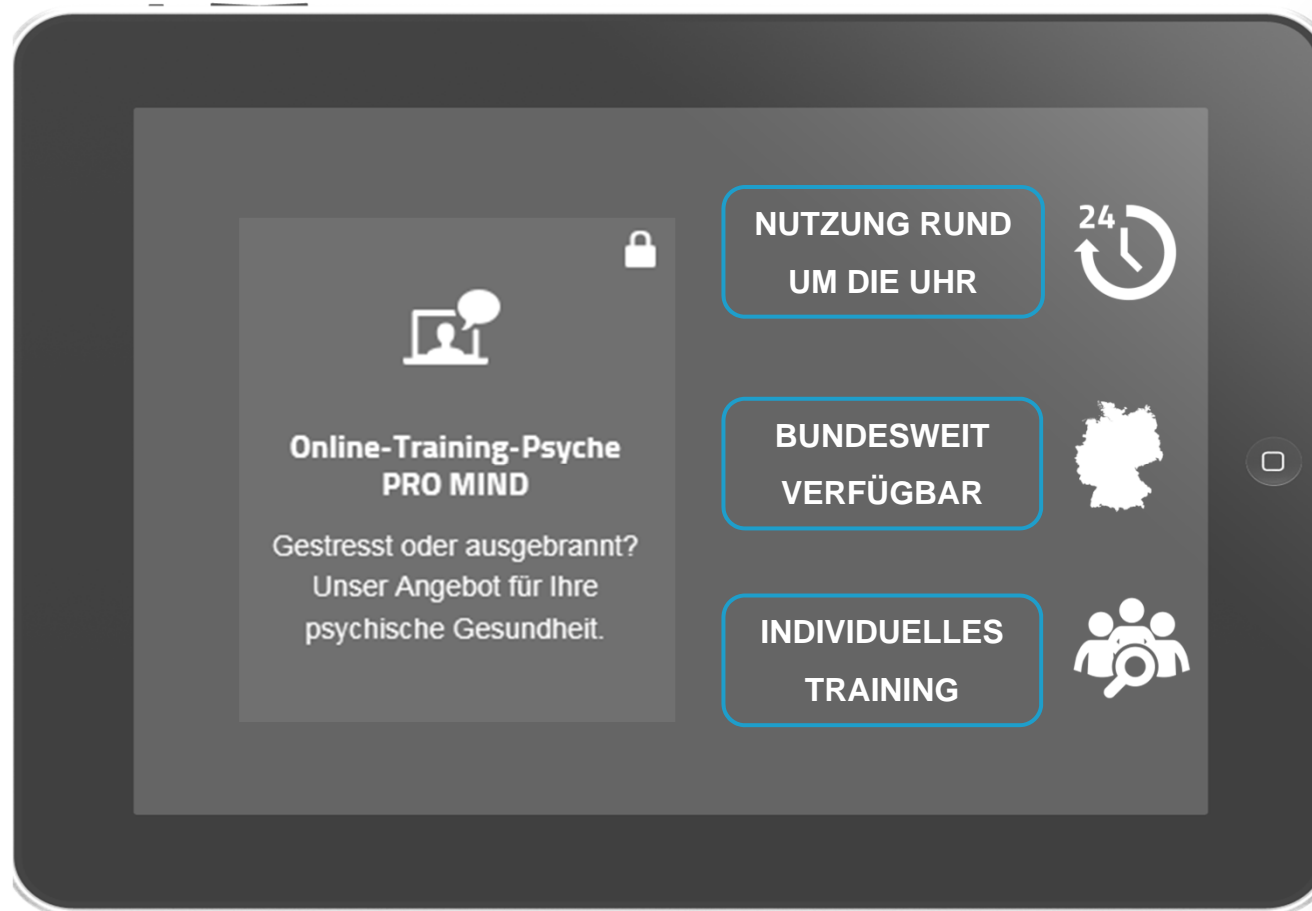 Online-Training-Psyche
PRO MIND
Gestresst oder ausgebrannt?
Unser Angebot für Ihre
psychische Gesundheit.
NUTZUNG RUND
UM DIE UHR
24
BUNDESWEIT
VERFÜGBAR
INDIVIDUELLES
TRAINING